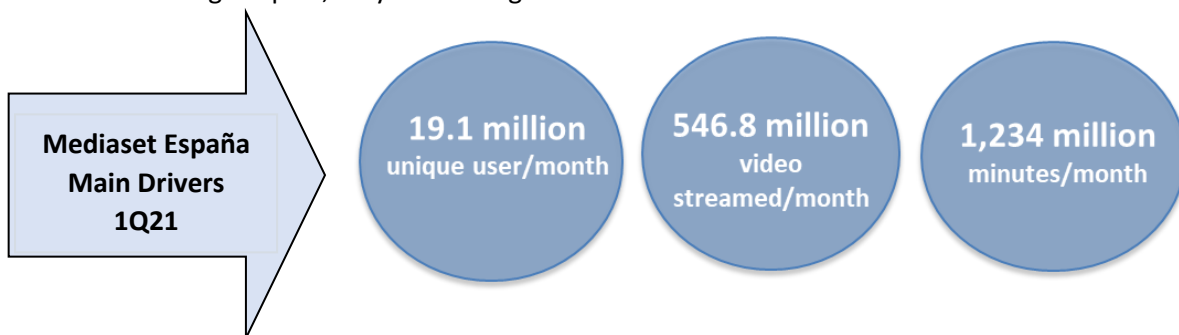 Mediaset España
Main Drivers
1Q21
19.1 million
unique user/month
546.8 million
video
streamed/month
1,234 million
minutes/month